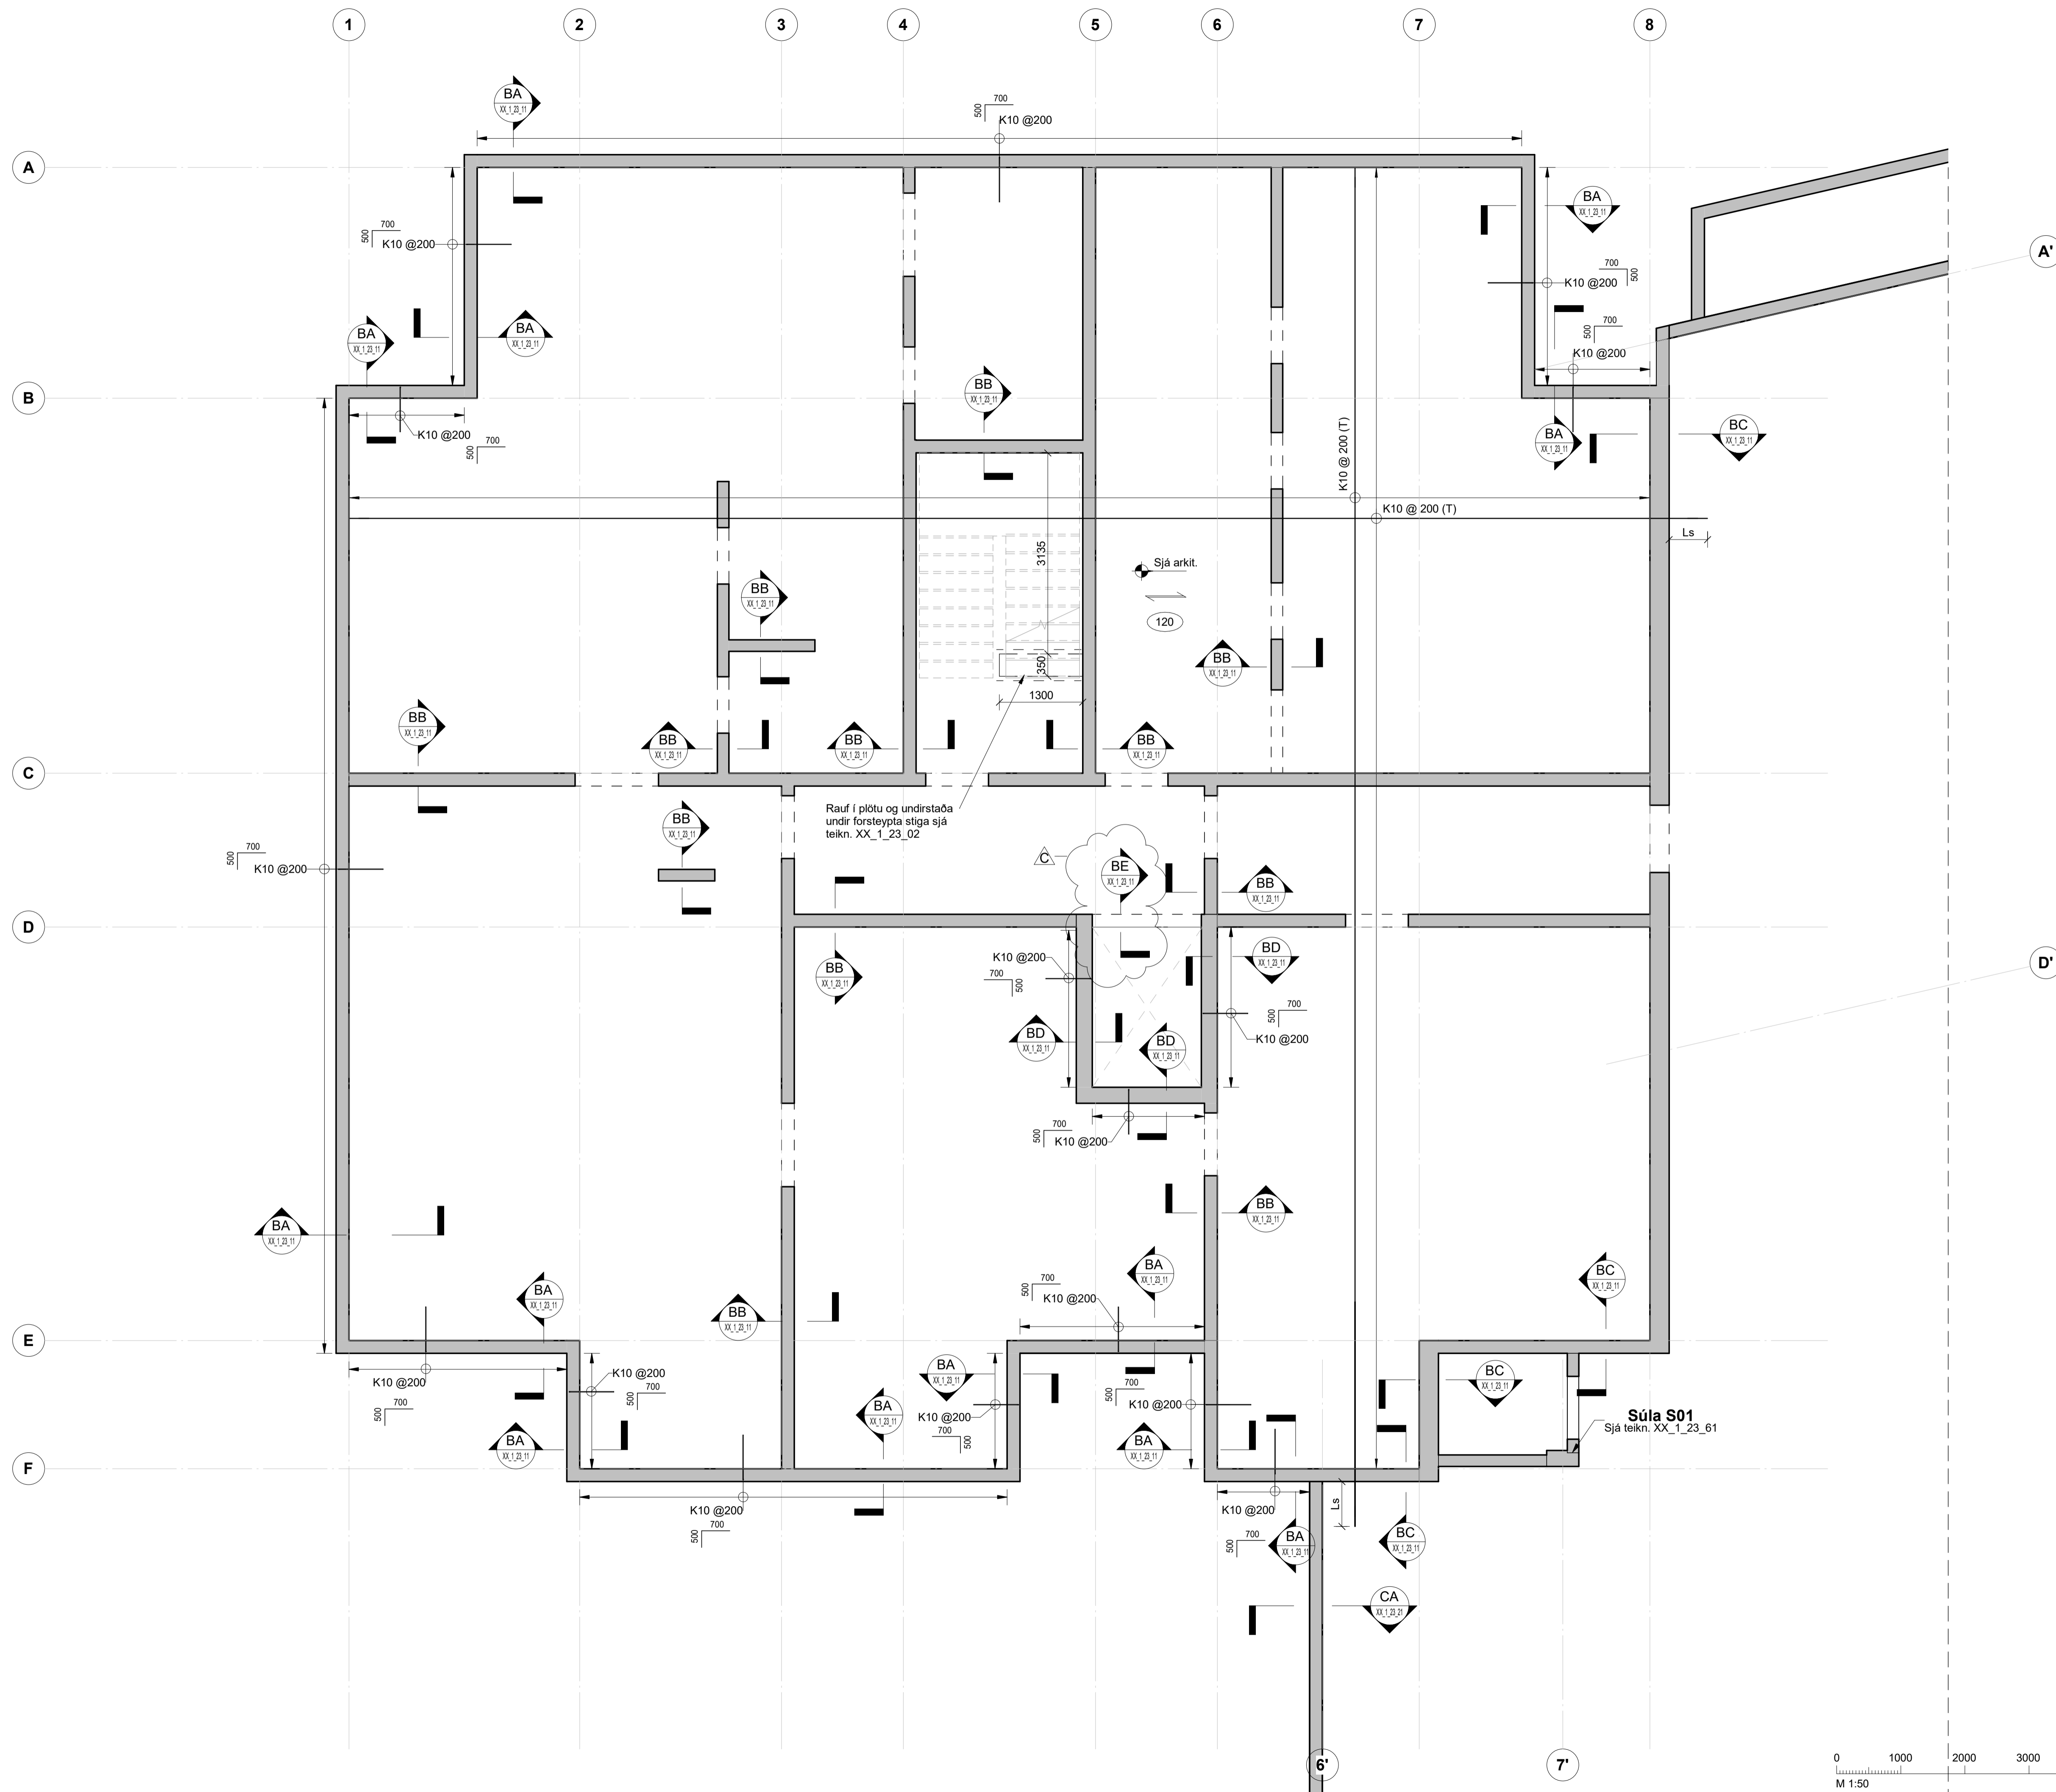 1 2 3 4 5 6 7 8
BA
XX_1_23_11
700
500
K10 @200
A
700
500
K10 @200
BA
XX_1_23_11
A'
700
500
K10 @200
BA
XX_1_23_11
BA
XX_1_23_11
700
500
K10 @200
B
BB
XX_1_23_11
K10 @200
700
500
BA
XX_1_23_11
BC
XX_1_23_11
K10 @ 200 (T)
K10 @ 200 (T)
Ls
3135
Sjá arkit.
120
BB
XX_1_23_11
350
1300
BB
XX_1_23_11
BB
XX_1_23_11
BB
XX_1_23_11
BB
XX_1_23_11
BB
XX_1_23_11
C
Rauf í plötu og undirstaða
undir forsteypta stiga sjá
teikn. XX_1_23_02
BB
XX_1_23_11
700
500
K10 @200
C
BE
XX_1_23_11
BB
XX_1_23_11
D
BB
XX_1_23_11
K10 @200
700
500
BD
XX_1_23_11
D'
700
500
K10 @200
BD
XX_1_23_11
BD
XX_1_23_11
700
500
K10 @200
BA
XX_1_23_11
BB
XX_1_23_11
BA
XX_1_23_11
BB
XX_1_23_11
700
500
K10 @200
BA
XX_1_23_11
BC
XX_1_23_11
E
K10 @200
700
500
K10 @200
700
500
BA
XX_1_23_11
BA
XX_1_23_11
K10 @200
700
500
BA
XX_1_23_11
700
500
K10 @200
BA
XX_1_23_11
BC
XX_1_23_11
Súla S01
Sjá teikn. XX_1_23_61
F
K10 @200
700
500
K10 @200
700
500
Ls
BA
XX_1_23_11
BC
XX_1_23_11
CA
XX_1_23_21
6' 7'
0 1000 2000 3000
M 1:50